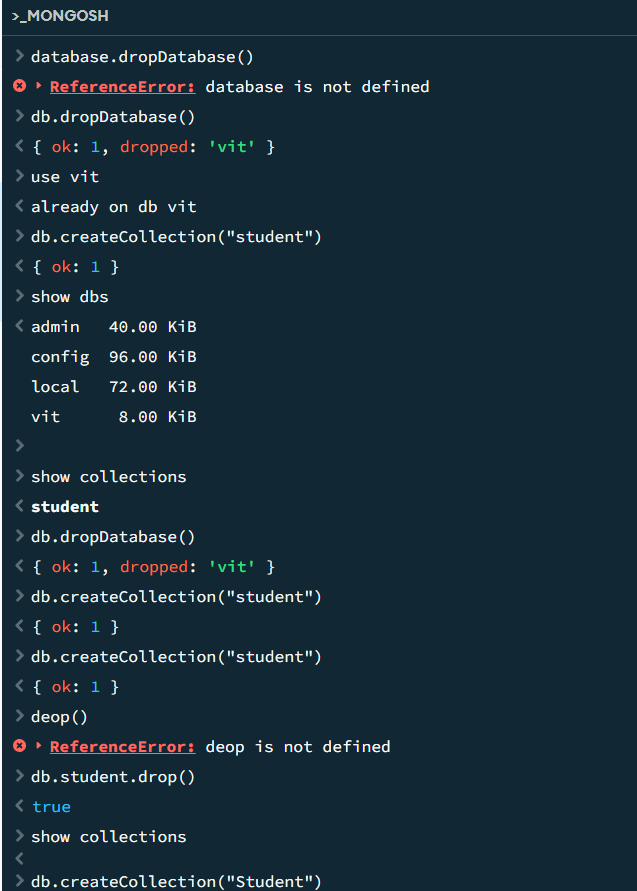 >_MONGOSH
> database.dropDatabase()
ReferenceError: database is not defined
> db.dropDatabase()
< { ok: 1, dropped: 'vit' }
> use vit
< already on db vit
> db.createCollection("student")
< { ok: 1 }
> show dbs
< admin   40.00 KiB
config  96.00 KiB
local   72.00 KiB
vit      8.00 KiB
>
> show collections
< student
> db.dropDatabase()
< { ok: 1, dropped: 'vit' }
> db.createCollection("student")
< { ok: 1 }
> db.createCollection("student")
< { ok: 1 }
> deop()
ReferenceError: deop is not defined
> db.student.drop()
< true
> show collections
<
> db.createCollection("Student")